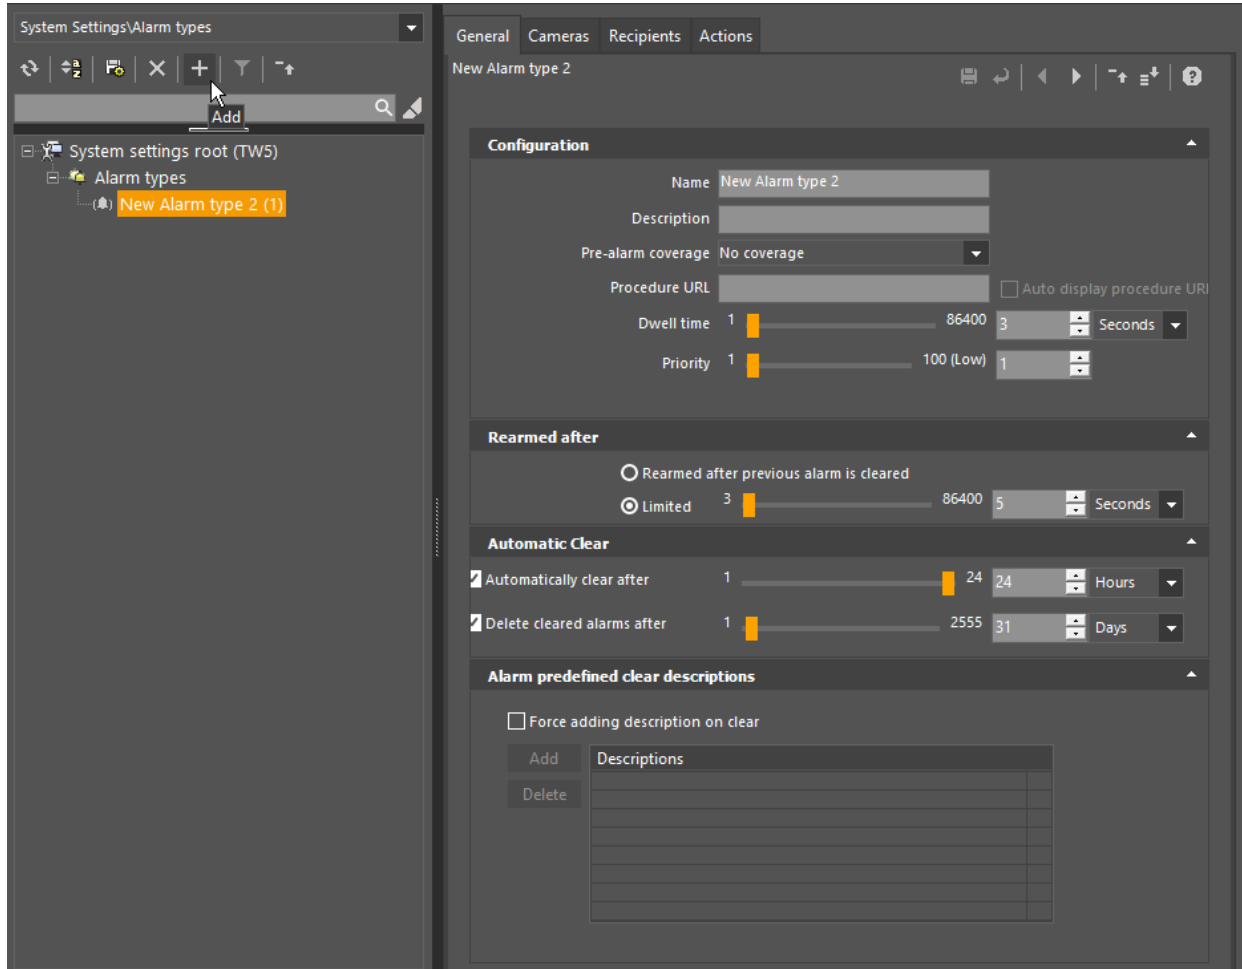 System Settings\Alarm types
Add
System settings root (TW5)
Alarm types
New Alarm type 2 (1)
General Cameras Recipients Actions
New Alarm type 2
Configuration
Name New Alarm type 2
Description
Pre-alarm coverage No coverage
Procedure URL Auto display procedure URL
Dwell time 1 86400 3 Seconds
Priority 1 100 (Low) 1
Rearmed after
Rearmed after previous alarm is cleared
Limited 3 86400 5 Seconds
Automatic Clear
Automatically clear after 1 24 24 Hours
Delete cleared alarms after 1 2555 31 Days
Alarm predefined clear descriptions
Force adding description on clear
Add Descriptions
Delete